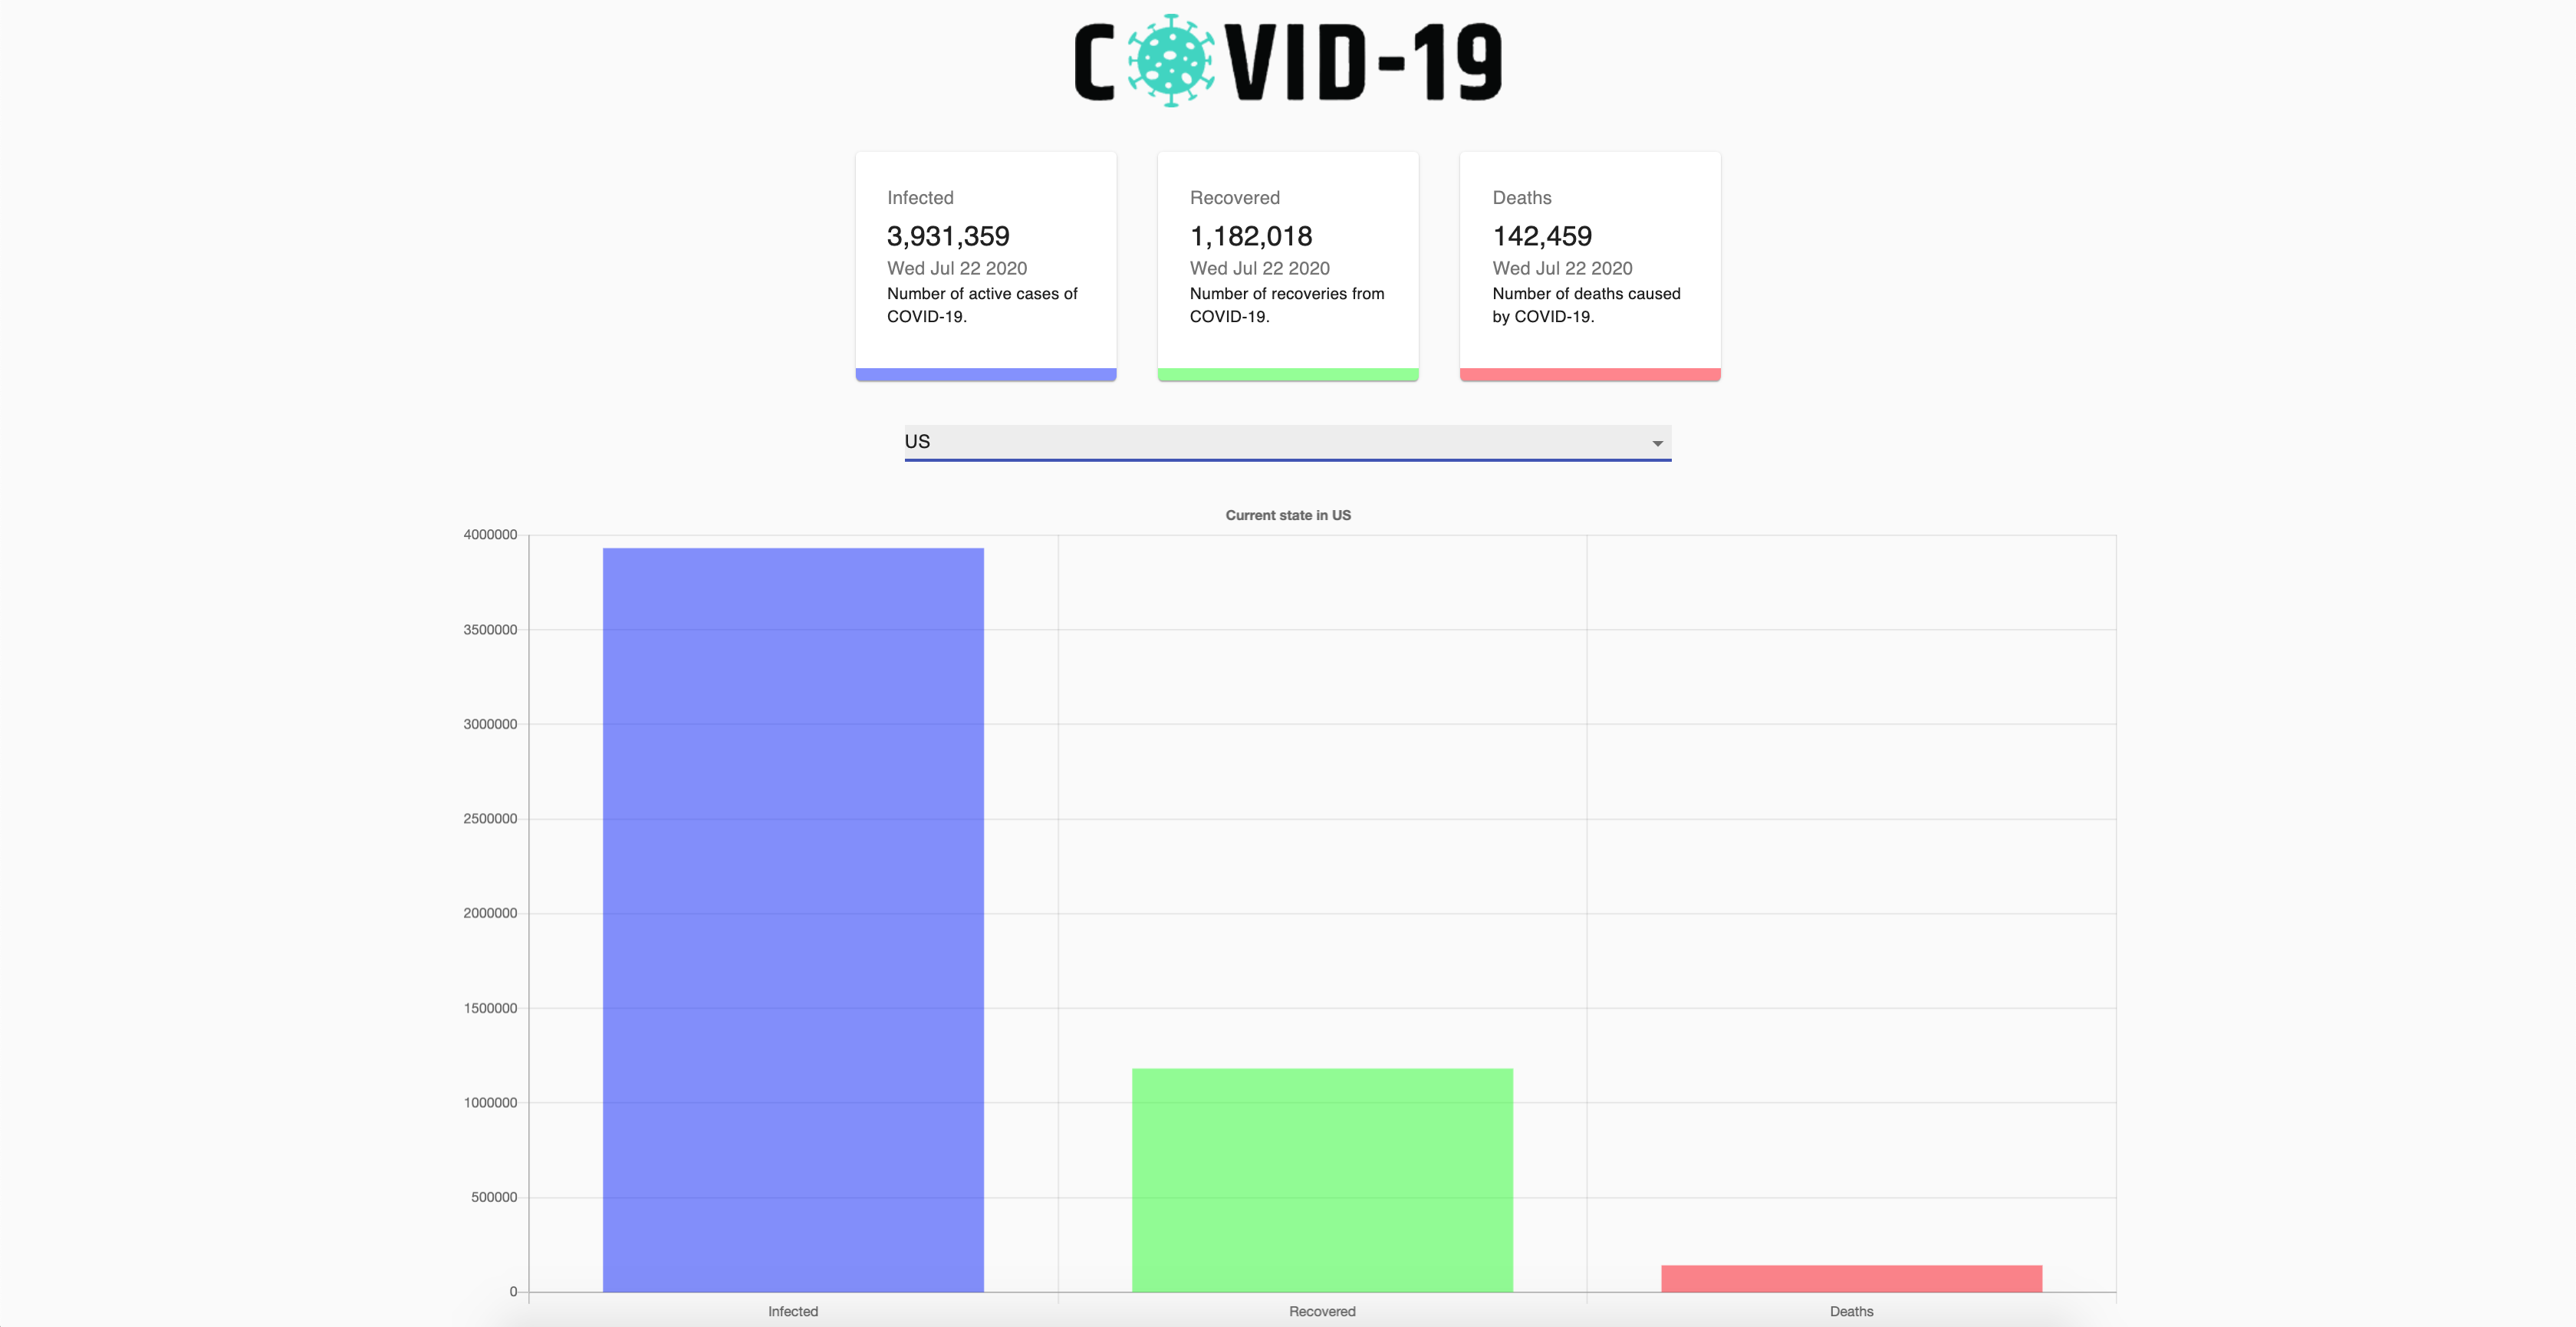 COVID-19
Infected
3,931,359
Wed Jul 22 2020
Number of active cases of
COVID-19.
Recovered
1,182,018
Wed Jul 22 2020
Number of recoveries from
COVID-19.
Deaths
142,459
Wed Jul 22 2020
Number of deaths caused
by COVID-19.
US
Current state in US
4000000
3500000
3000000
2500000
2000000
1500000
1000000
500000
0
Infected
Recovered
Deaths